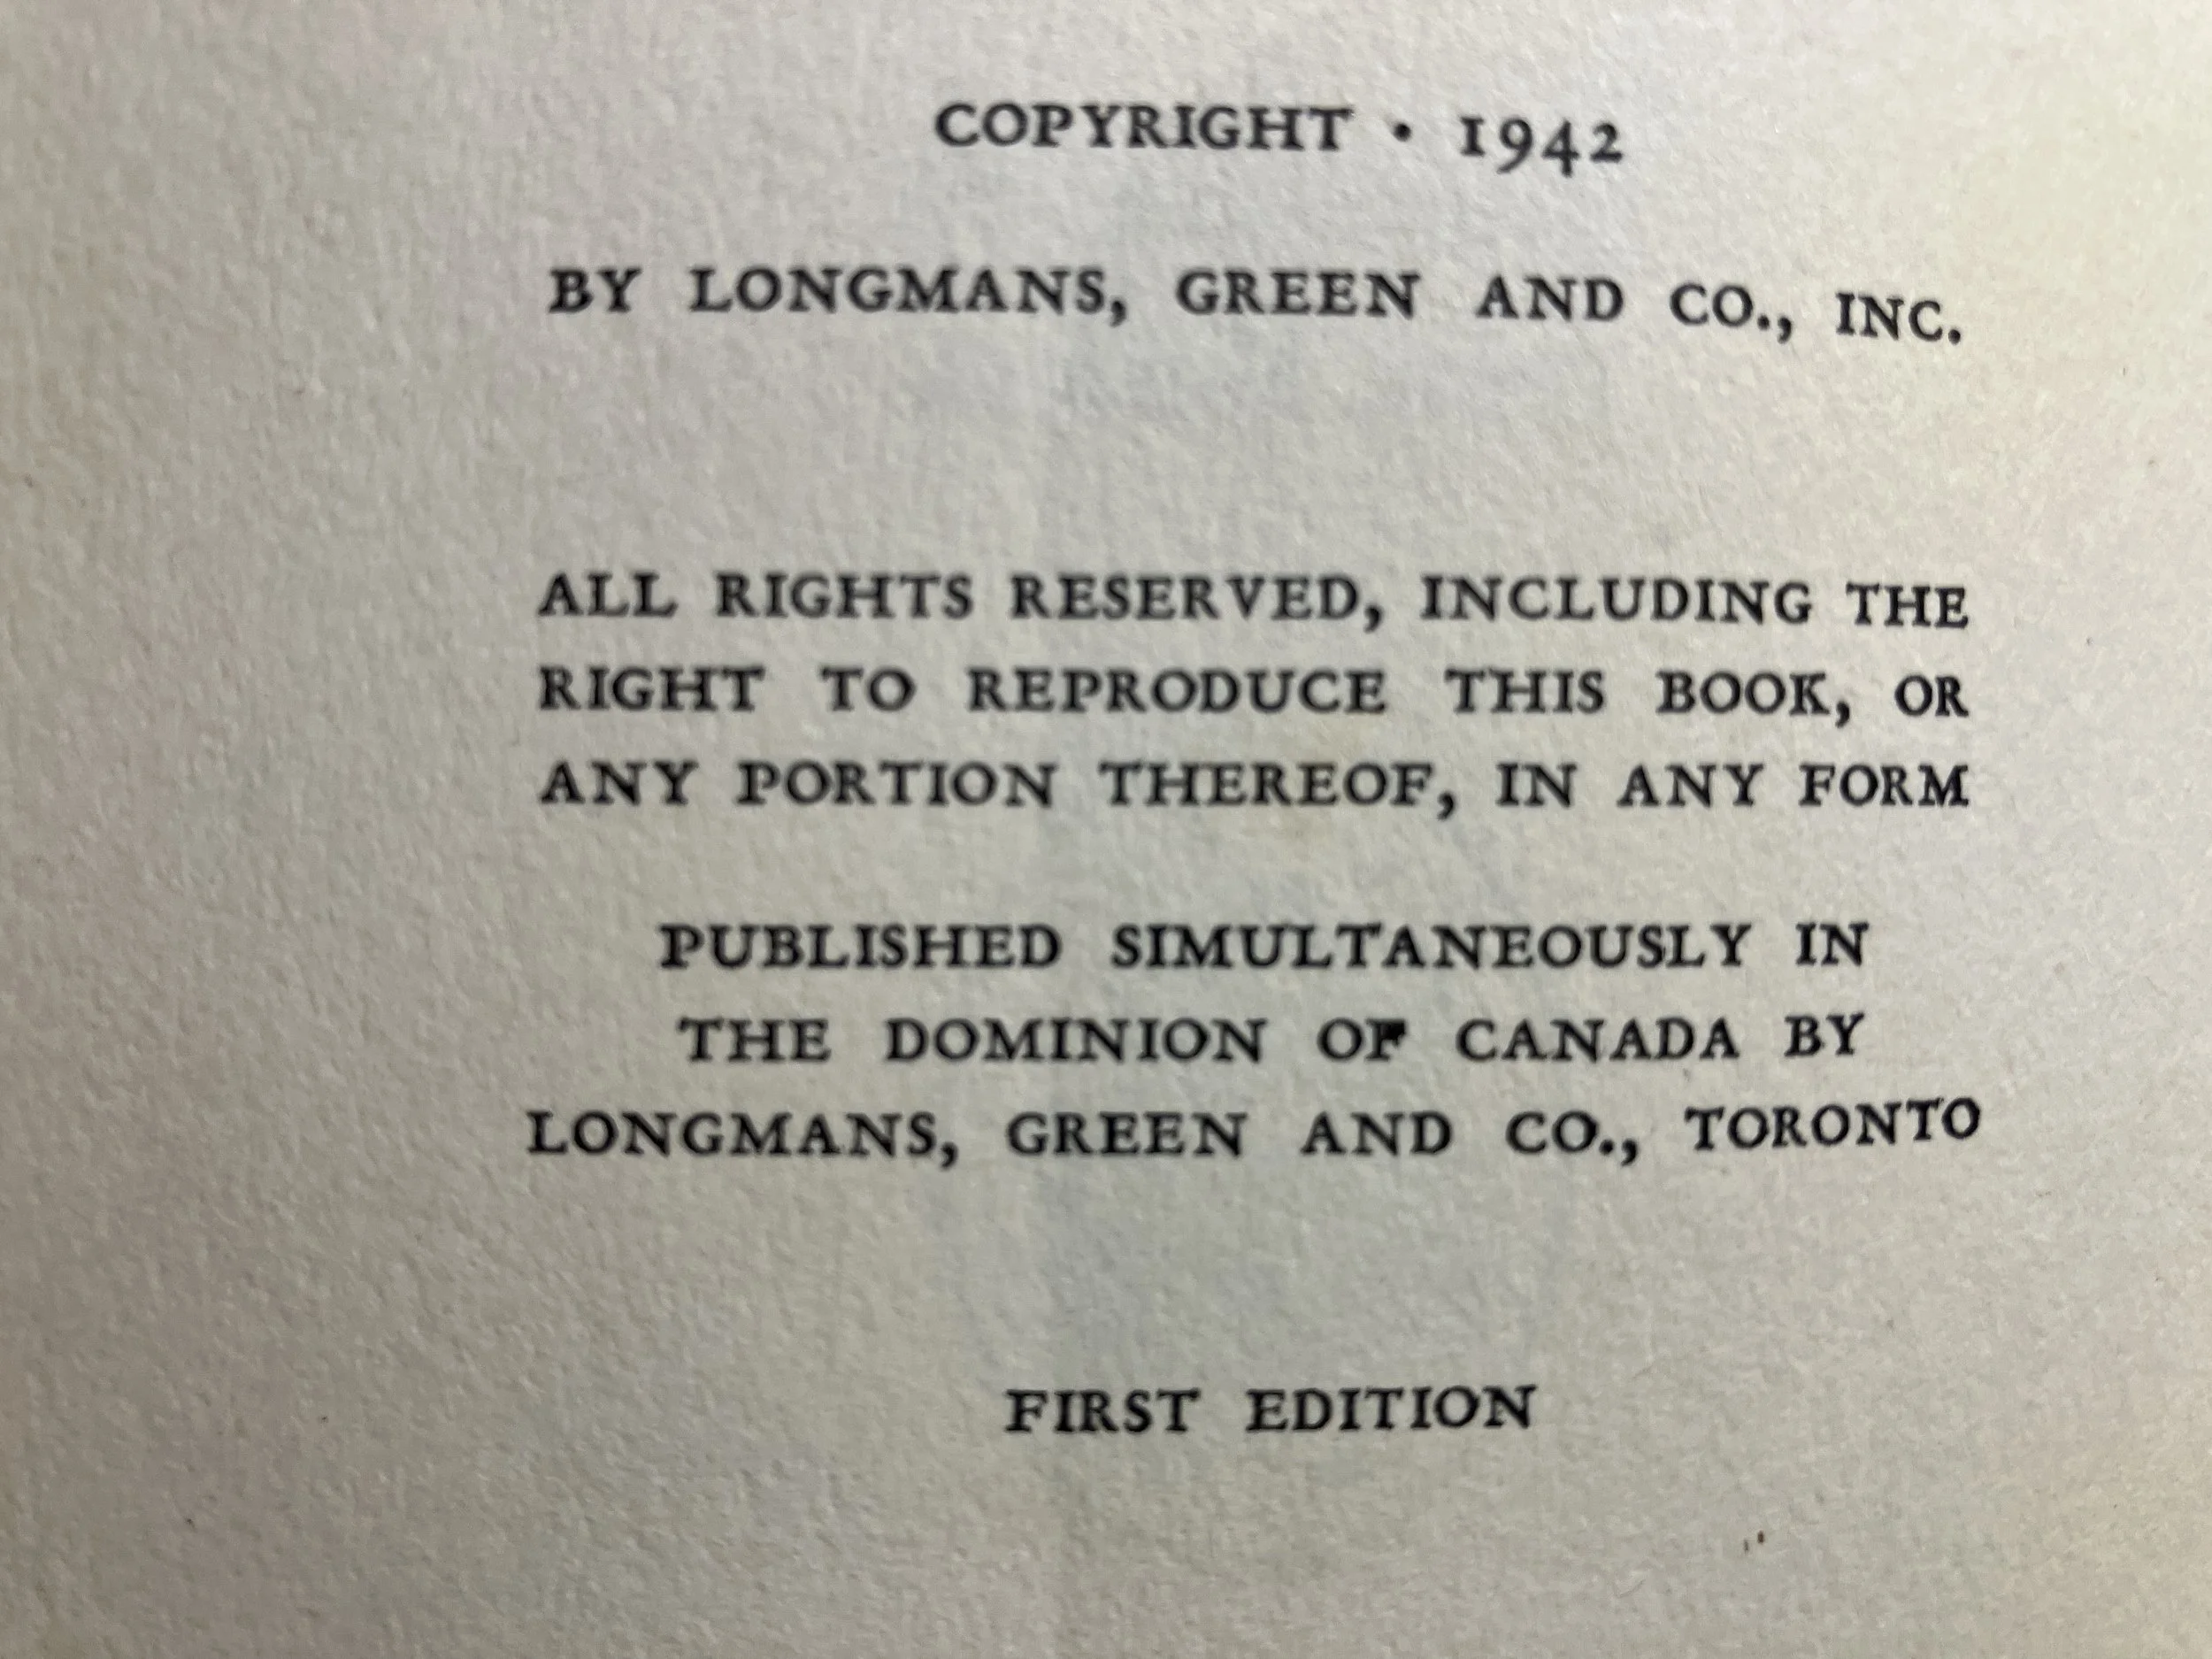 COPYRIGHT · 1942
BY LONGMANS, GREEN AND CO., INC.
ALL RIGHTS RESERVED, INCLUDING THE
RIGHT TO REPRODUCE THIS BOOK, OR
ANY PORTION THEREOF, IN ANY FORM
PUBLISHED SIMULTANEOUSLY IN
THE DOMINION OF CANADA BY
LONGMANS, GREEN AND CO., TORONTO
FIRST EDITION